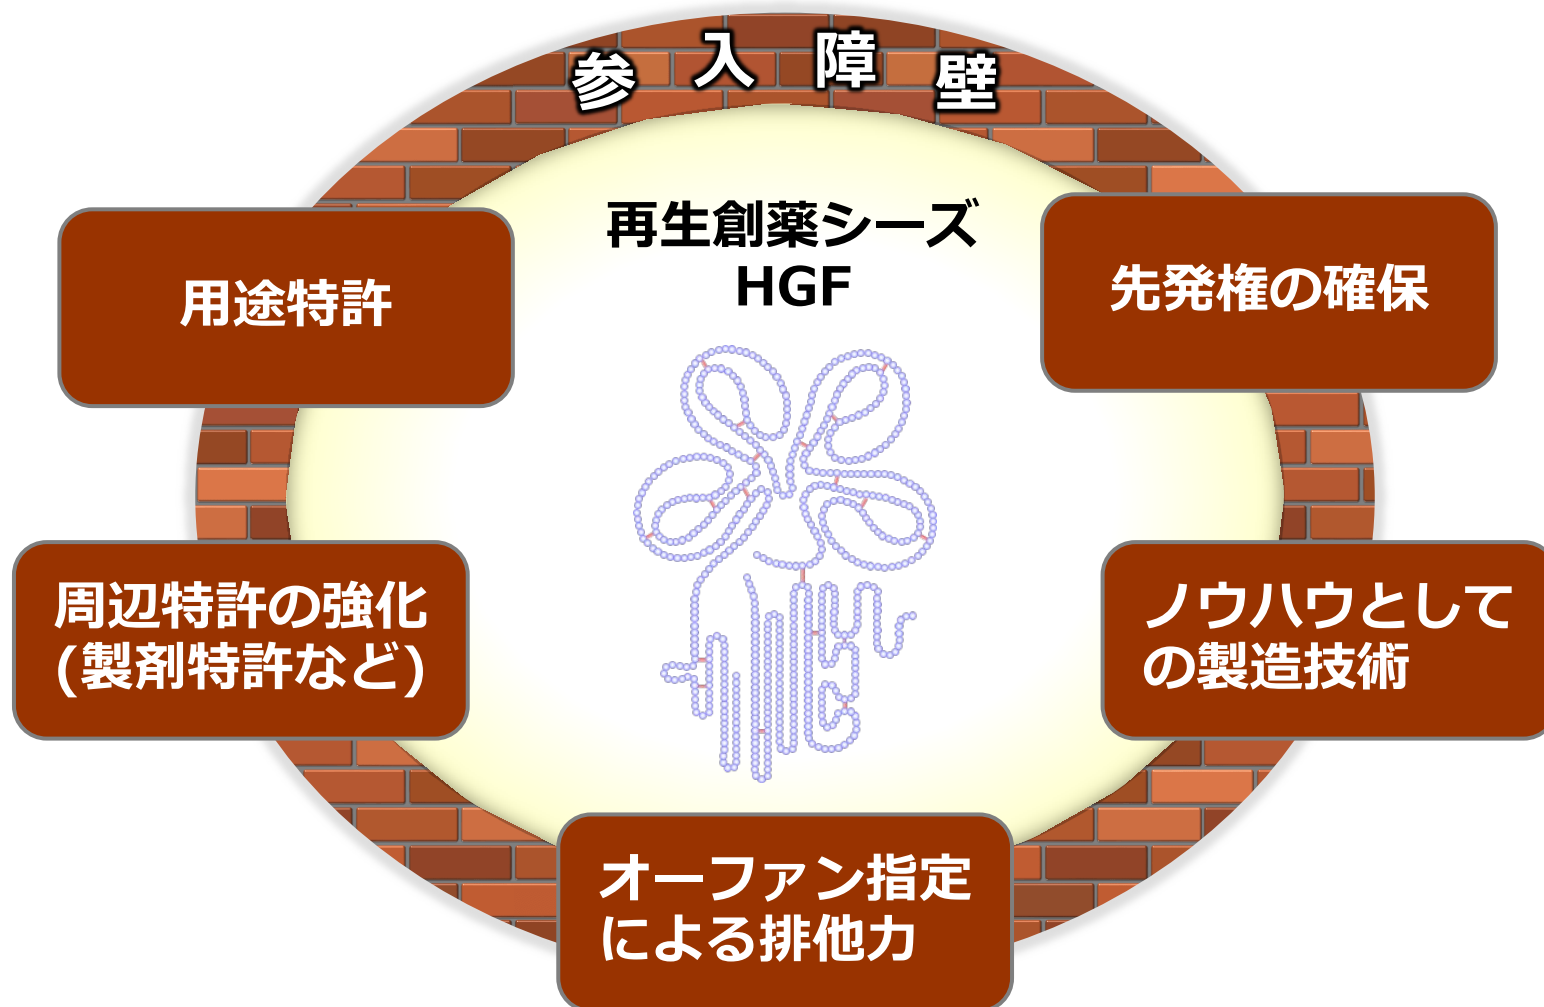 参入障壁
再生創薬シーズ
HGF
用途特許
先発権の確保
周辺特許の強化
(製剤特許など)
ノウハウとして
の製造技術
オーファン指定
による排他力